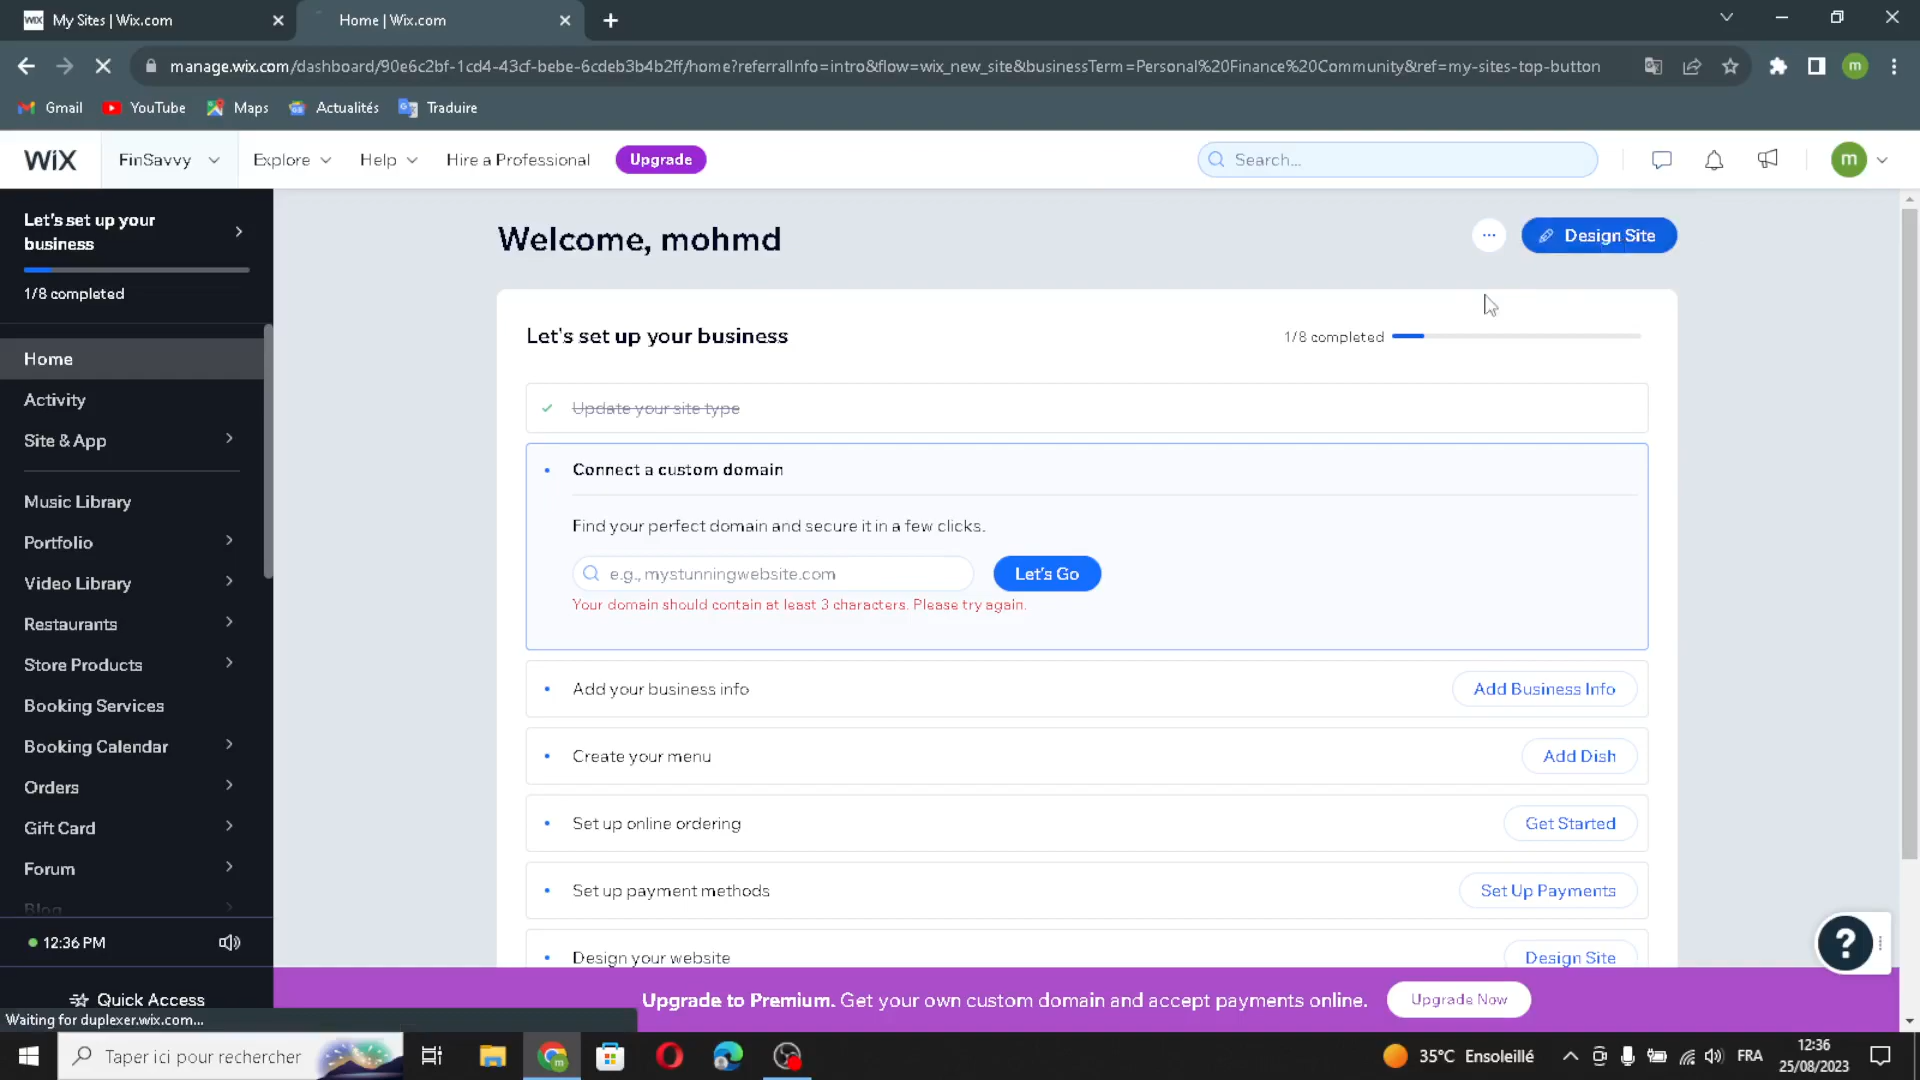 My Sites | Wix.com
Home | Wix.com
manage.wix.com/dashboard/90e6c2bf-1cd4-43cf-bebe-6cdeb3b4b2ff/home?referralInfo=intro&flow=wix_new_site&businessTerm=Personal%20Finance%20Community&ref=my-sites-top-button
m
Gmail
YouTube
Maps
Actualités
Traduire
WiX
FinSavvy
Explore
Help
Hire a Professional
Upgrade
Search...
m
Let's set up your
business
1/8 completed
Home
Activity
Site & App
Music Library
Portfolio
Video Library
Restaurants
Store Products
Booking Services
Booking Calendar
Orders
Gift Card
Forum
Blog
12:36 PM
Quick Access
Welcome, mohmd
Design Site
Let's set up your business
1/8 completed
Update your site type
Connect a custom domain
Find your perfect domain and secure it in a few clicks.
e.g., mystunningwebsite.com
Let's Go
Your domain should contain at least 3 characters. Please try again.
Add your business info
Add Business Info
Create your menu
Add Dish
Set up online ordering
Get Started
Set up payment methods
Set Up Payments
Design your website
Design Site
?
Upgrade to Premium. Get your own custom domain and accept payments online.
Upgrade Now
Waiting for duplexer.wix.com...
Taper ici pour rechercher
35°C Ensoleillé
FRA
12:36
25/08/2023